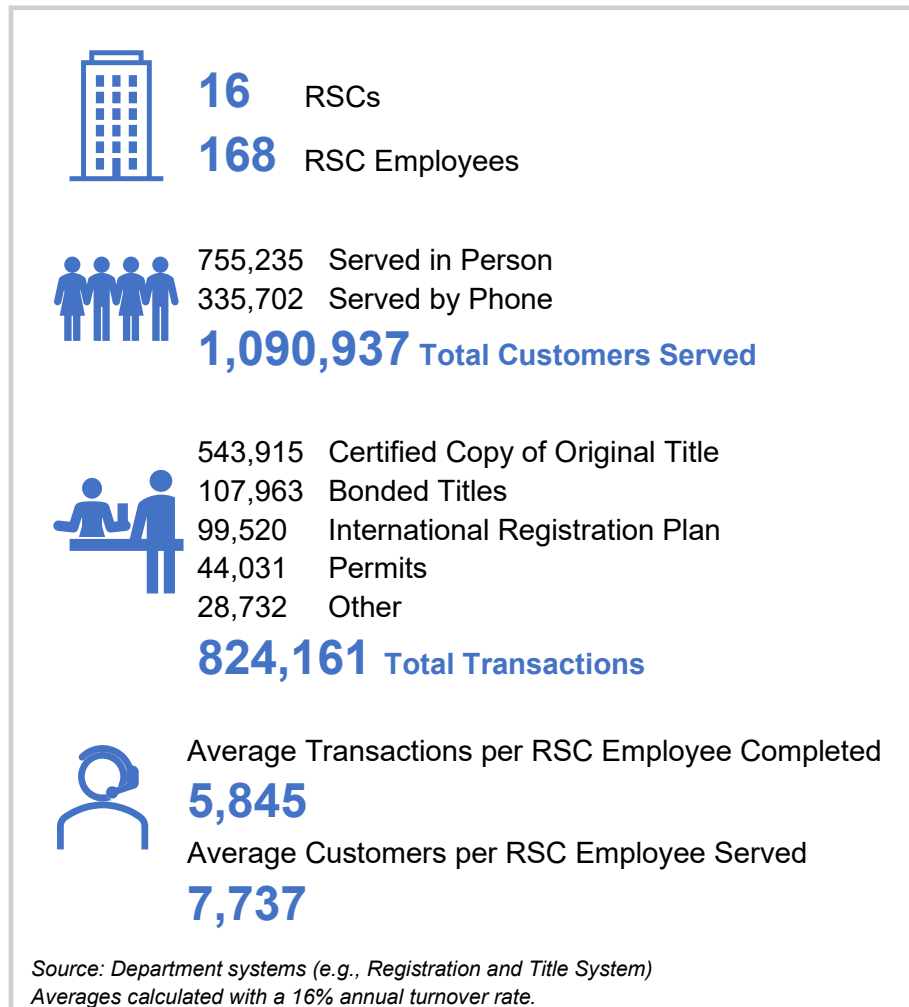 16 RSCs
168 RSC Employees
755,235 Served in Person
335,702 Served by Phone
1,090,937 Total Customers Served
543,915 Certified Copy of Original Title
107,963 Bonded Titles
99,520 International Registration Plan
44,031 Permits
28,732 Other
824,161 Total Transactions
Average Transactions per RSC Employee Completed
5,845
Average Customers per RSC Employee Served
7,737
Source: Department systems (e.g., Registration and Title System)
Averages calculated with a 16% annual turnover rate.